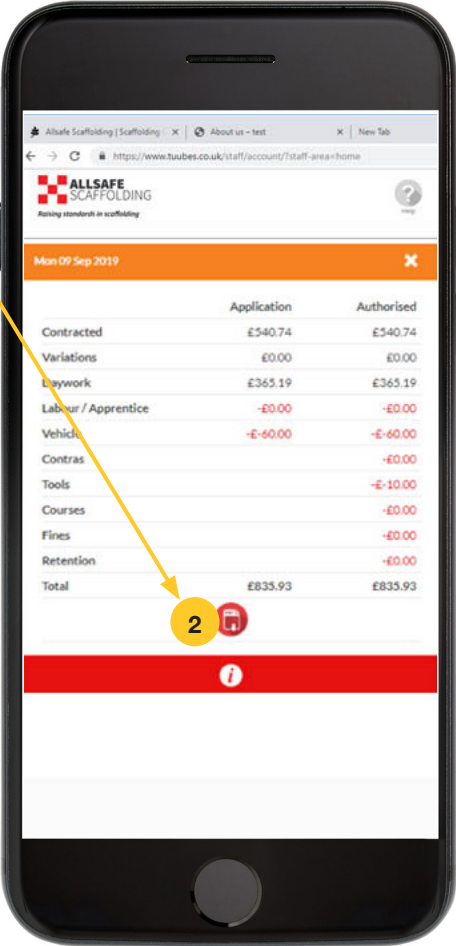 Allsafe Scaffolding | Scaffolding About us – test New Tab
https://www.tuubes.co.uk/staff/account/?staff-area=home
ALLSAFE
SCAFFOLDING
Raising standards in scaffolding
Help
Mon 09 Sep 2019
Application Authorised
Contracted £540.74 £540.74
Variations £0.00 £0.00
Daywork £365.19 £365.19
Labour / Apprentice -£0.00 -£0.00
Vehicle -£-60.00 -£-60.00
Contras -£0.00
Tools -£-10.00
Courses -£0.00
Fines -£0.00
Retention -£0.00
Total £835.93 £835.93
2
i